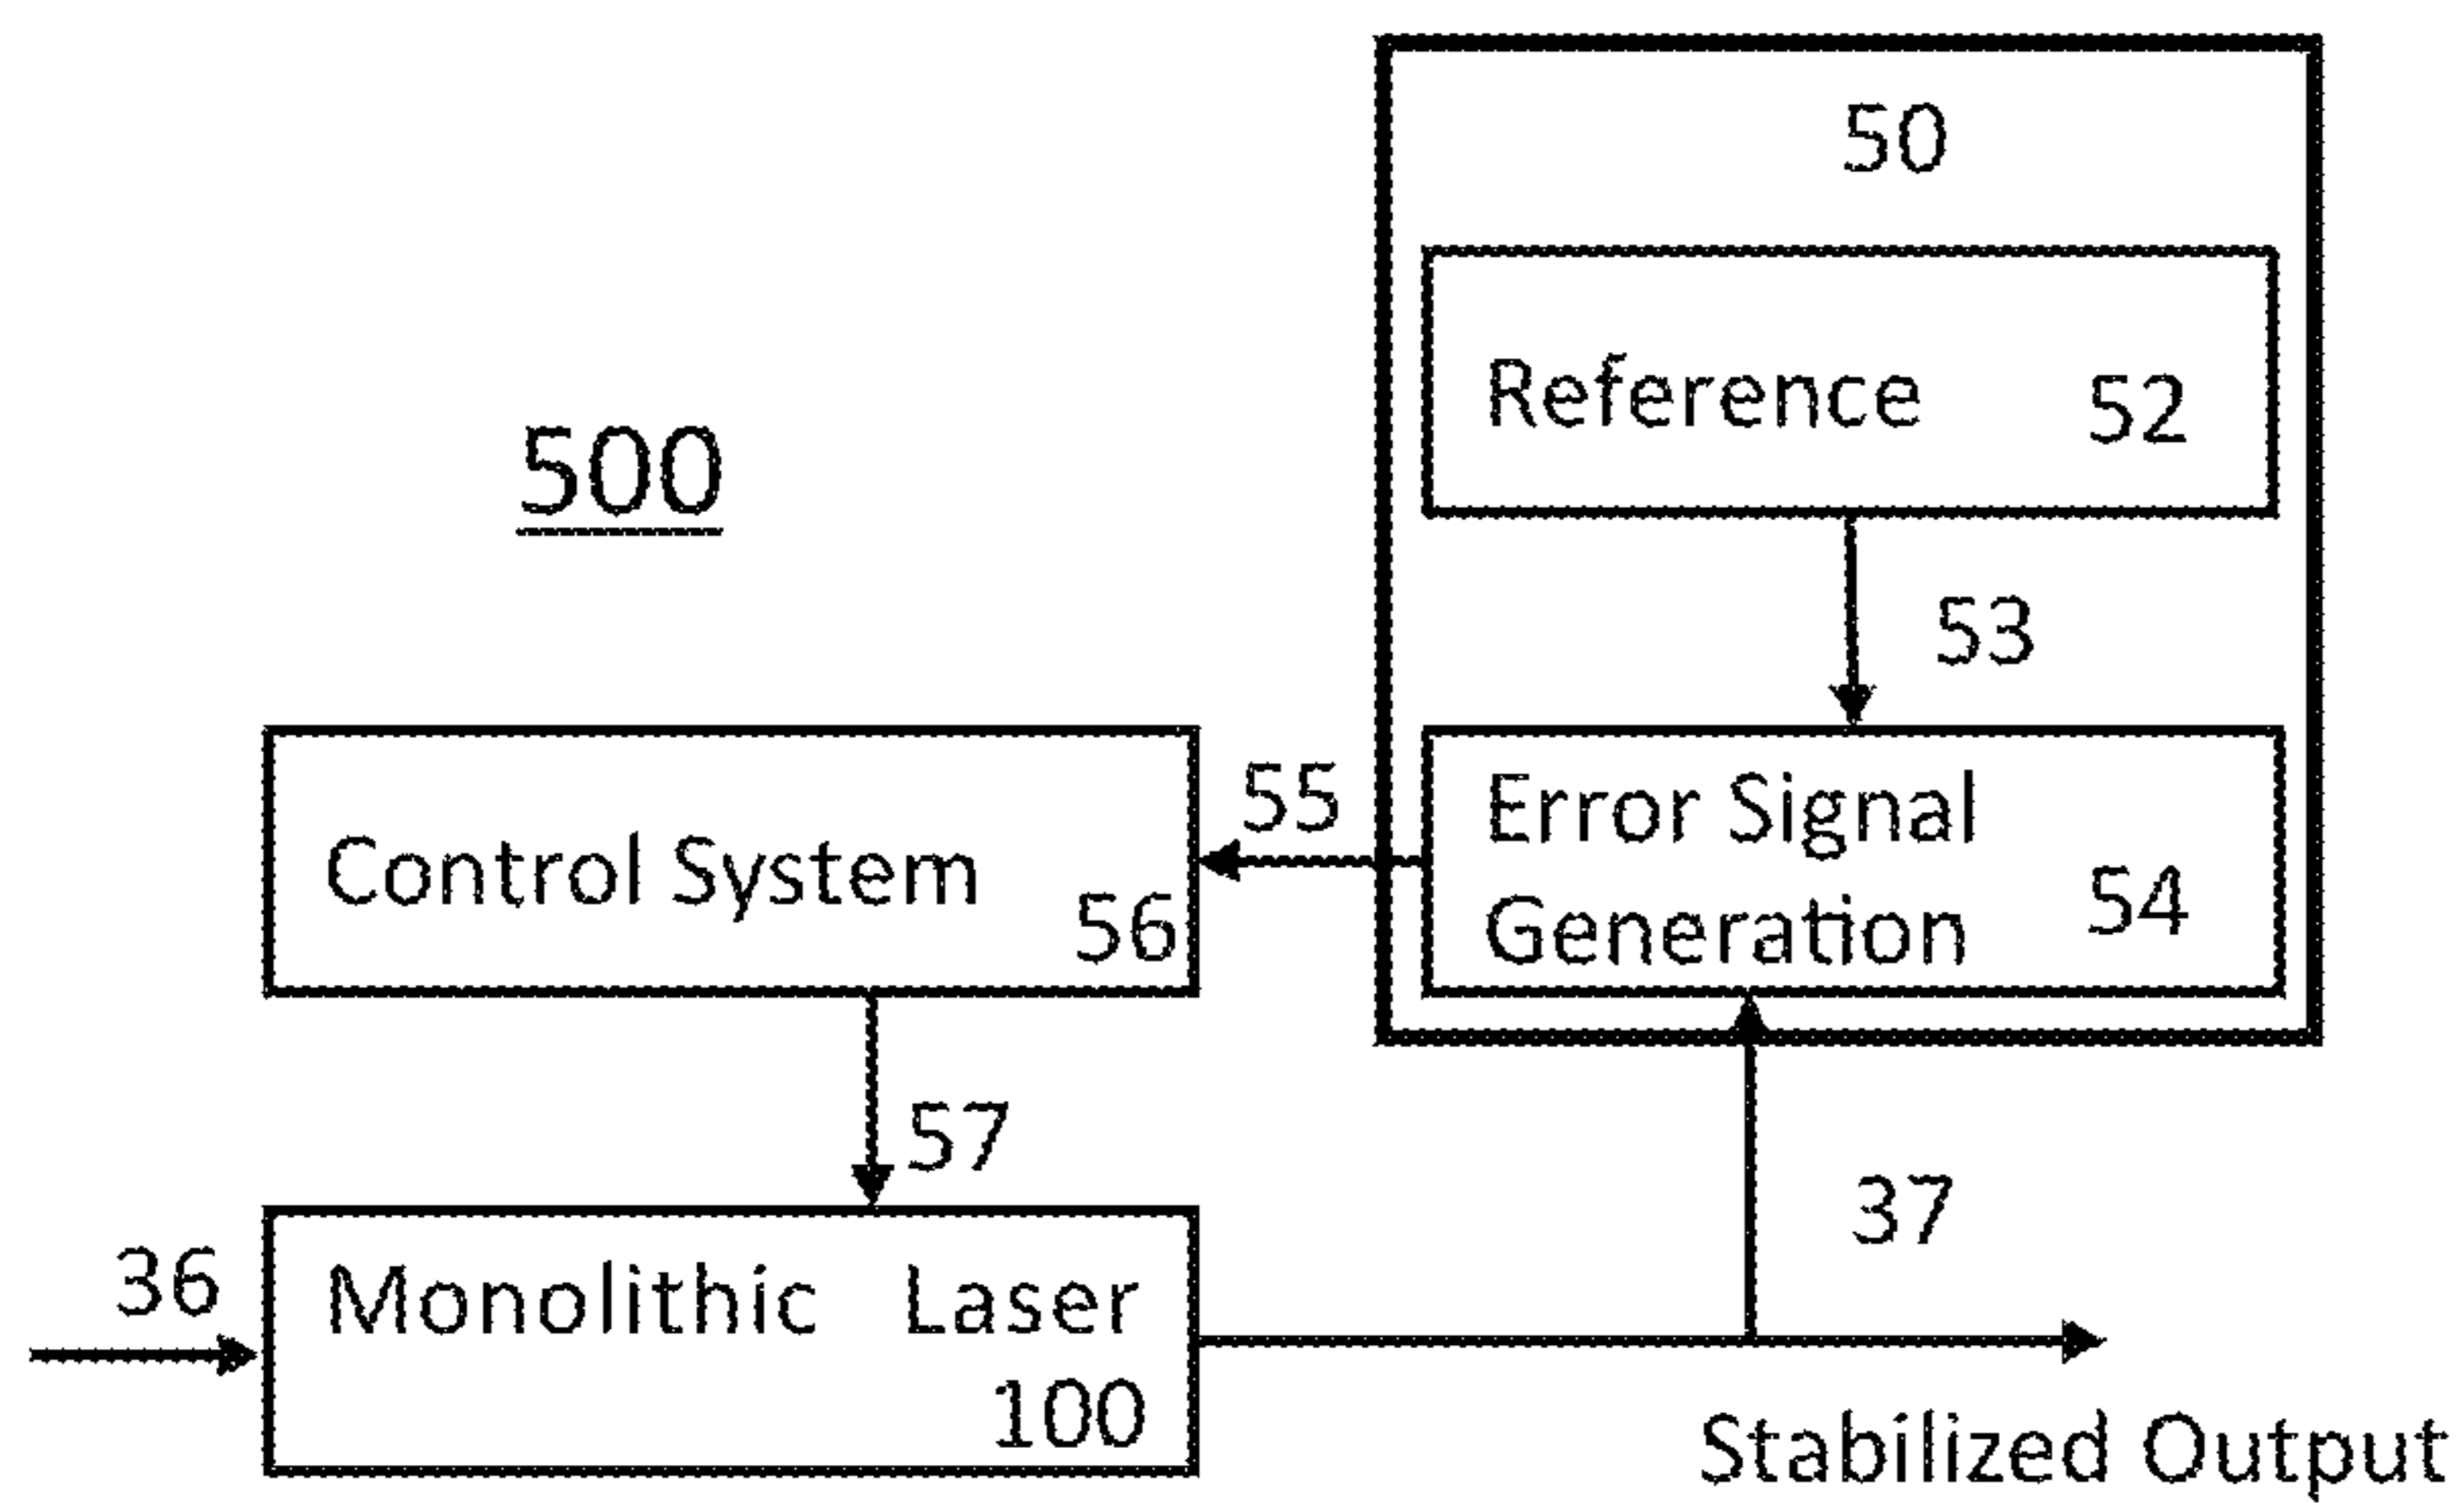 50
Reference 52
500
53
55
Error Signal
Generation 54
Control System 56
57
37
36
Monolithic Laser
100
Stabilized Output